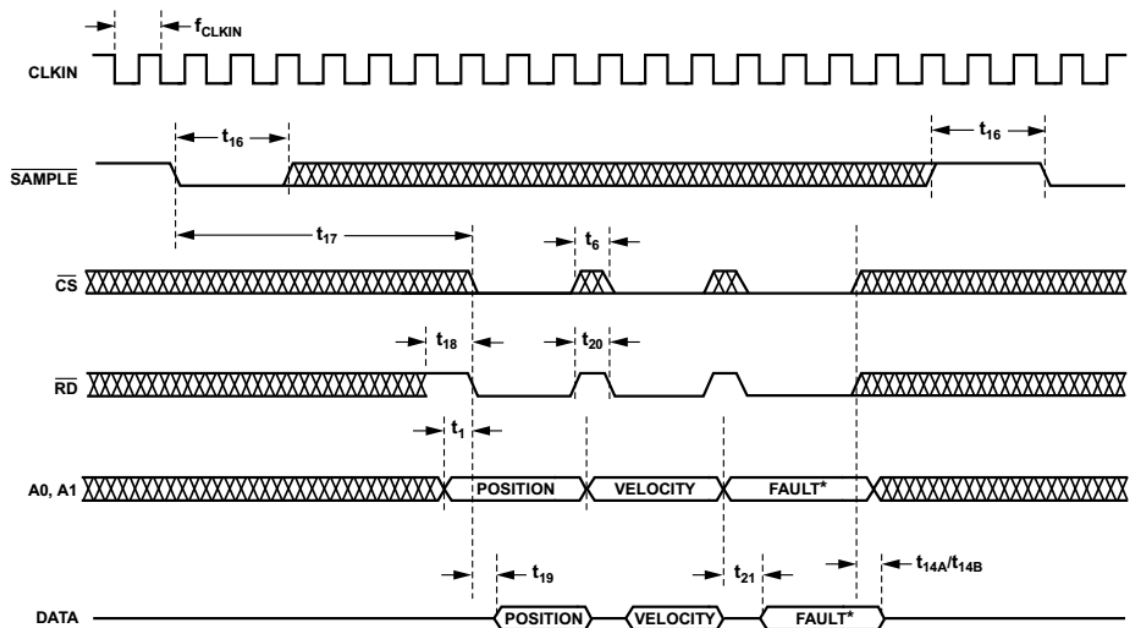 fCLKIN
CLKIN
t16 t16
SAMPLE
t17 t6
CS
t18 t20
RD
t1
A0, A1 POSITION VELOCITY FAULT*
t19 t21 t14A/t14B
DATA POSITION VELOCITY FAULT*